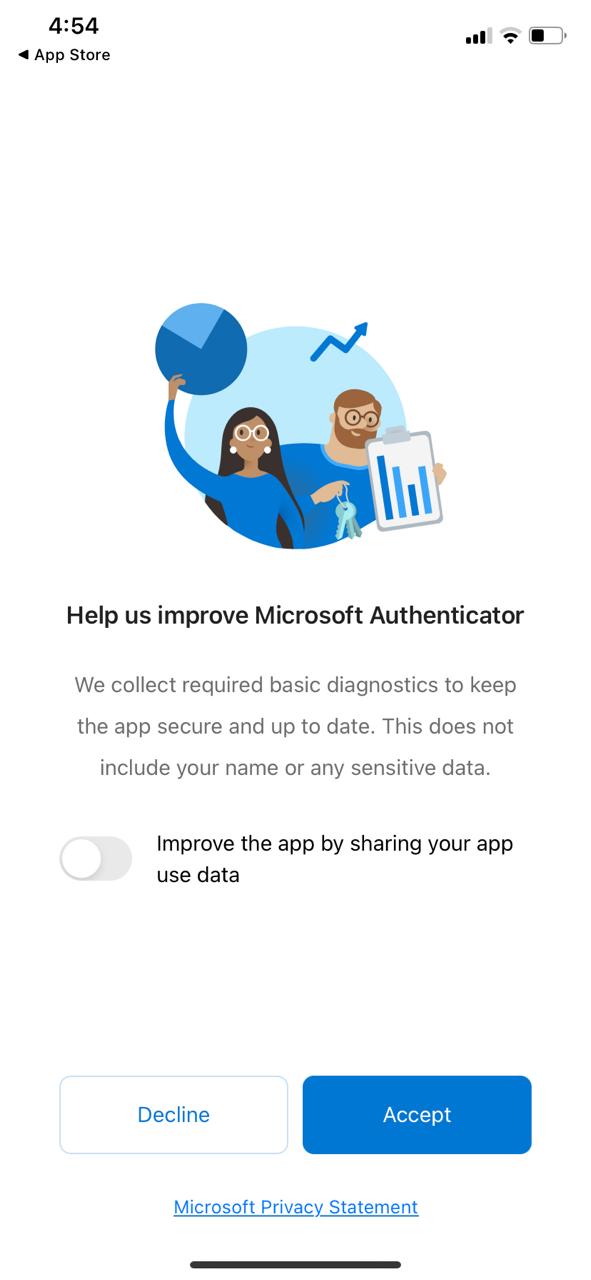 4:54
◀ App Store
Help us improve Microsoft Authenticator
We collect required basic diagnostics to keep
the app secure and up to date. This does not
include your name or any sensitive data.
Improve the app by sharing your app
use data
Decline
Accept
Microsoft Privacy Statement